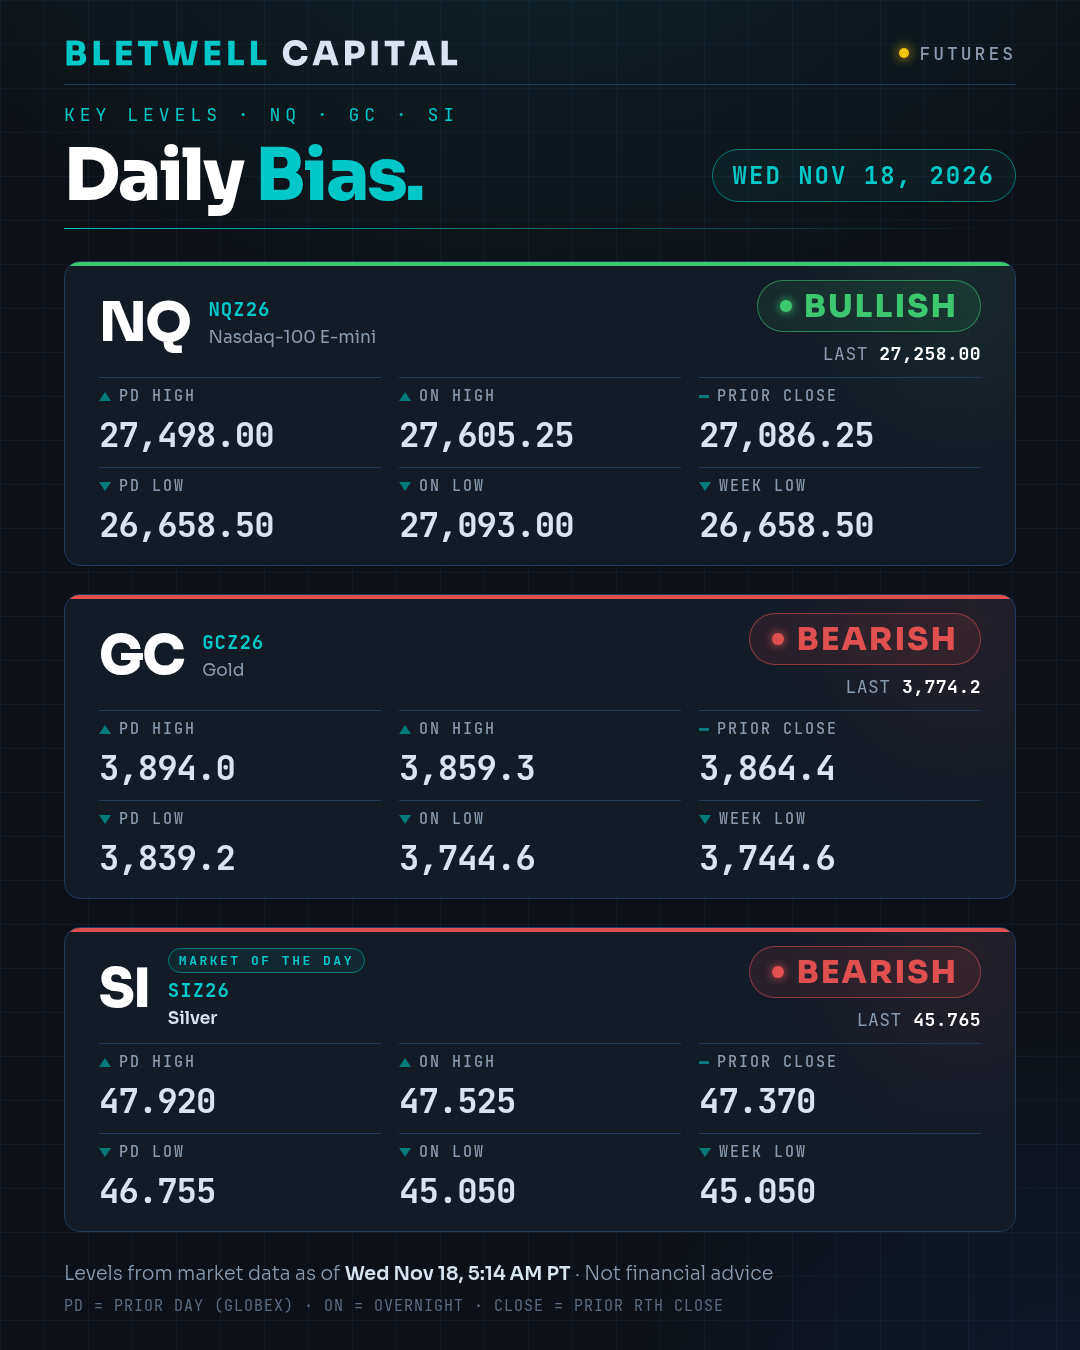 BLETWELL CAPITAL
FUTURES
KEY LEVELS · NQ · GC · SI
Daily Bias.
WED NOV 18, 2026
NQ
NQZ26
Nasdaq-100 E-mini
BULLISH
LAST 27,258.00
PD HIGH
ON HIGH
PRIOR CLOSE
27,498.00
27,605.25
27,086.25
PD LOW
ON LOW
WEEK LOW
26,658.50
27,093.00
26,658.50
GC
GCZ26
Gold
BEARISH
LAST 3,774.2
PD HIGH
ON HIGH
PRIOR CLOSE
3,894.0
3,859.3
3,864.4
PD LOW
ON LOW
WEEK LOW
3,839.2
3,744.6
3,744.6
SI
MARKET OF THE DAY
SIZ26
Silver
BEARISH
LAST 45.765
PD HIGH
ON HIGH
PRIOR CLOSE
47.920
47.525
47.370
PD LOW
ON LOW
WEEK LOW
46.755
45.050
45.050
Levels from market data as of Wed Nov 18, 5:14 AM PT · Not financial advice
PD = PRIOR DAY (GLOBEX) · ON = OVERNIGHT · CLOSE = PRIOR RTH CLOSE